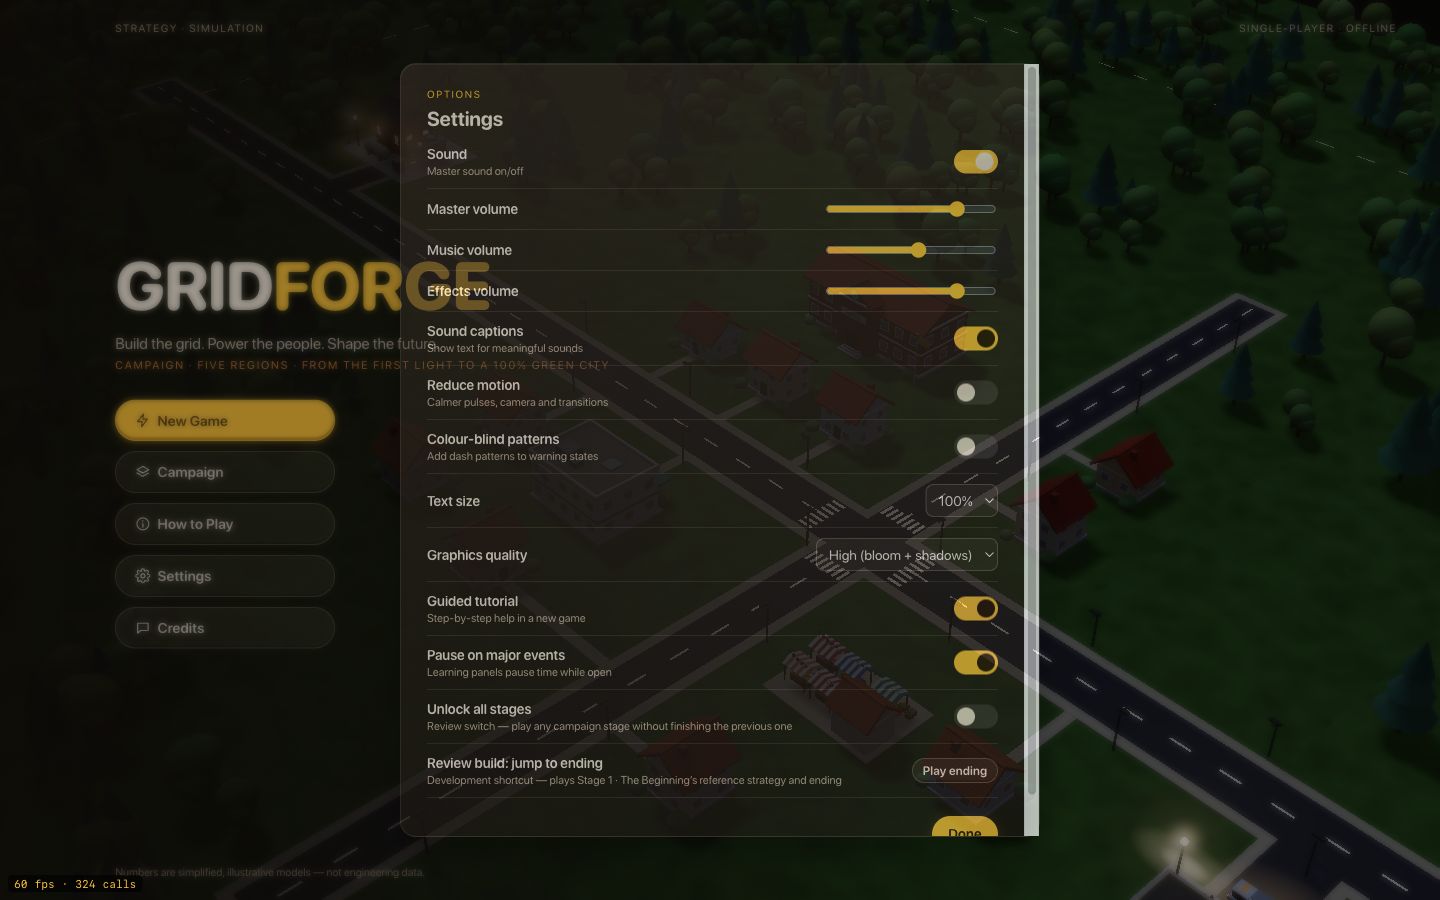 STRATEGY · SIMULATION
SINGLE-PLAYER · OFFLINE
GRIDFORGE
Build the grid. Power the people. Shape the future.
CAMPAIGN · FIVE REGIONS · FROM THE FIRST LIGHT TO A 100% GREEN CITY
New Game
Campaign
How to Play
Settings
Credits
OPTIONS
Settings
Sound
Master sound on/off
Master volume
Music volume
Effects volume
Sound captions
Show text for meaningful sounds
Reduce motion
Calmer pulses, camera and transitions
Colour-blind patterns
Add dash patterns to warning states
Text size
100%
Graphics quality
High (bloom + shadows)
Guided tutorial
Step-by-step help in a new game
Pause on major events
Learning panels pause time while open
Unlock all stages
Review switch — play any campaign stage without finishing the previous one
Review build: jump to ending
Development shortcut — plays Stage 1 · The Beginning's reference strategy and ending
Play ending
Done
Numbers are simplified, illustrative models — not engineering data.
60 fps · 324 calls